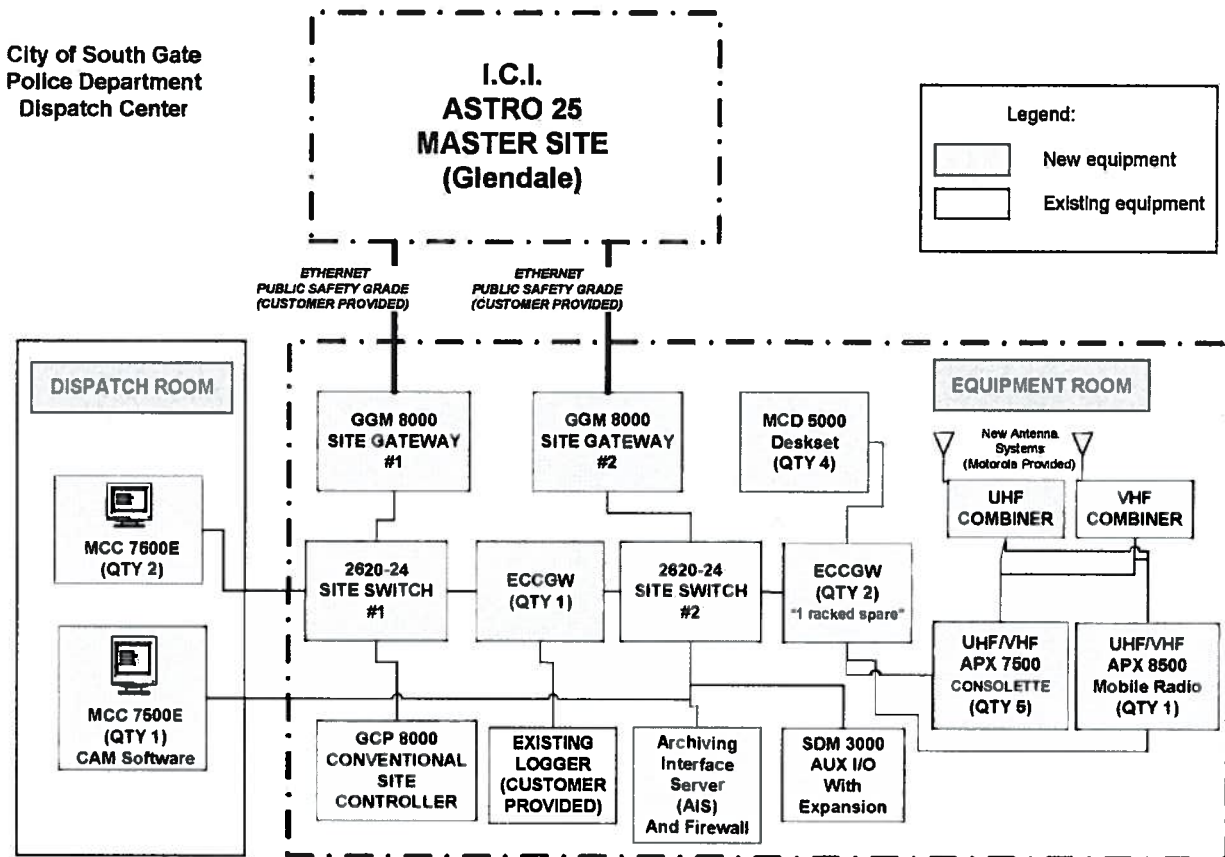 City of South Gate
Police Department
Dispatch Center
I.C.I.
ASTRO 25
MASTER SITE
(Glendale)
Legend:
New equipment
Existing equipment
ETHERNET
PUBLIC SAFETY GRADE
(CUSTOMER PROVIDED)
ETHERNET
PUBLIC SAFETY GRADE
(CUSTOMER PROVIDED)
DISPATCH ROOM
MCC 7500E
(QTY 2)
MCC 7500E
(QTY 1)
CAM Software
EQUIPMENT ROOM
GGM 8000
SITE GATEWAY
#1
GGM 8000
SITE GATEWAY
#2
MCD 5000
Deskset
(QTY 4)
New Antenna
Systems
(Motorola Provided)
UHF
COMBINER
VHF
COMBINER
2620-24
SITE SWITCH
#1
ECCGW
(QTY 1)
2620-24
SITE SWITCH
#2
ECCGW
(QTY 2)
"1 racked spare"
UHF/VHF
APX 7500
CONSOLETTE
(QTY 5)
UHF/VHF
APX 8500
Mobile Radio
(QTY 1)
GCP 8000
CONVENTIONAL
SITE
CONTROLLER
EXISTING
LOGGER
(CUSTOMER
PROVIDED)
Archiving
Interface
Server
(AIS)
And Firewall
SDM 3000
AUX I/O
With
Expansion